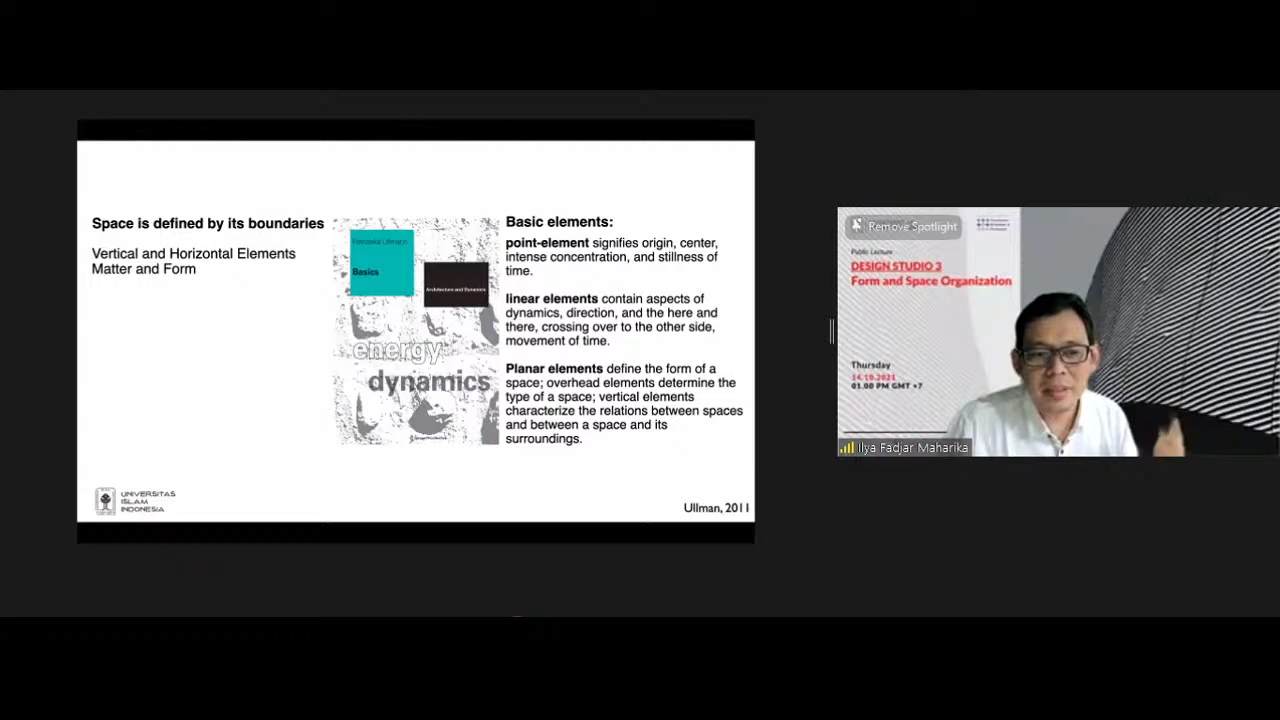 Space is defined by its boundaries
Vertical and Horizontal Elements
Matter and Form
Franziska Ullmann
Basics
Architecture and Dynamics
energy
dynamics
Basic elements:
point-element signifies origin, center,
intense concentration, and stillness of
time.
linear elements contain aspects of
dynamics, direction, and the here and
there, crossing over to the other side,
movement of time.
Planar elements define the form of a
space; overhead elements determine the
type of a space; vertical elements
characterize the relations between spaces
and between a space and its
surroundings.
UNIVERSITAS
ISLAM
INDONESIA
Ullman, 2011
Remove Spotlight
Public Lecture
DESIGN STUDIO 3
Form and Space Organization
Thursday
14.10.2021
01.00 PM GMT +7
Ilya Fadjar Maharika